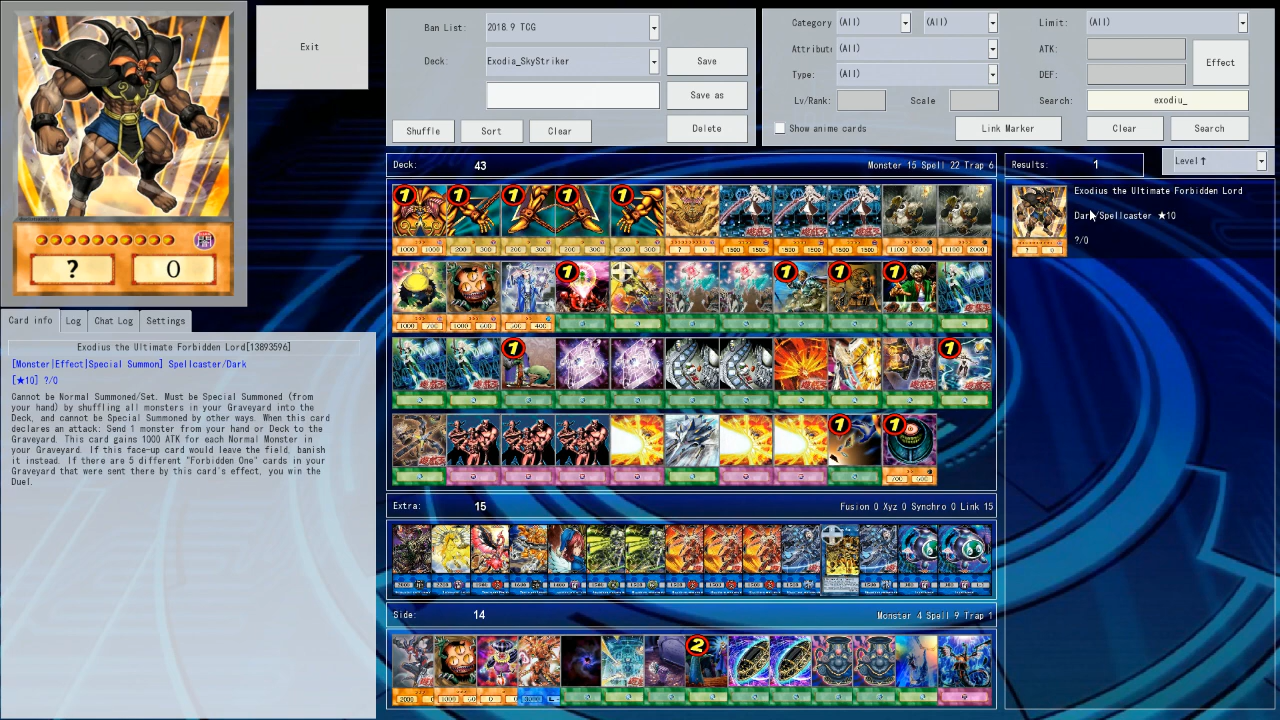 ?
0
Exit
Ban List:
2018.9 TCG
Deck:
Exodia_SkyStriker
Save
Save as
Delete
Shuffle
Sort
Clear
Category
(All)
(All)
Attribute
(All)
Type:
(All)
Lv/Rank:
Scale
Show anime cards
Link Marker
Limit:
(All)
ATK:
DEF:
Effect
Search:
exodiu_
Clear
Search
Deck:
43
Monster 15 Spell 22 Trap 6
Results:
1
Level↑
Exodius the Ultimate Forbidden Lord
Dark/Spellcaster ★10
?/0
Card info
Log
Chat Log
Settings
Exodius the Ultimate Forbidden Lord[13893596]
[Monster|Effect|Special Summon] Spellcaster/Dark
[★10] ?/0
Cannot be Normal Summoned/Set. Must be Special Summoned (from
your hand) by shuffling all monsters in your Graveyard into the
Deck, and cannot be Special Summoned by other ways. When this card
declares an attack: Send 1 monster from your hand or Deck to the
Graveyard. This card gains 1000 ATK for each Normal Monster in
your Graveyard. If this face-up card would leave the field, banish
it instead. If there are 5 different "Forbidden One" cards in your
Graveyard that were sent there by this card's effect, you win the
Duel.
Extra:
15
Fusion 0 Xyz 0 Synchro 0 Link 15
Side:
14
Monster 4 Spell 9 Trap 1